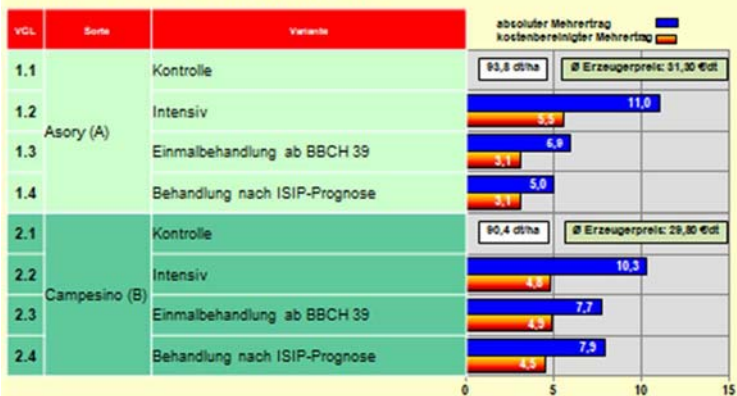 VGL Sorte Variante absoluter Mehrertrag
kostenbereinigter Mehrertrag
1.1 Kontrolle 93,8 dt/ha Ø Erzeugerpreis: 31,30 €/dt
1.2 Intensiv 11,0
5,5
Asory (A)
1.3 Einmalbehandlung ab BBCH 39 5,9
3,1
1.4 Behandlung nach ISIP-Prognose 5,0
3,1
2.1 Kontrolle 90,4 dt/ha Ø Erzeugerpreis: 29,80 €/dt
2.2 Intensiv 10,3
4,8
Campesino (B)
2.3 Einmalbehandlung ab BBCH 39 7,7
4,9
2.4 Behandlung nach ISIP-Prognose 7,9
4,5
0 5 10 15